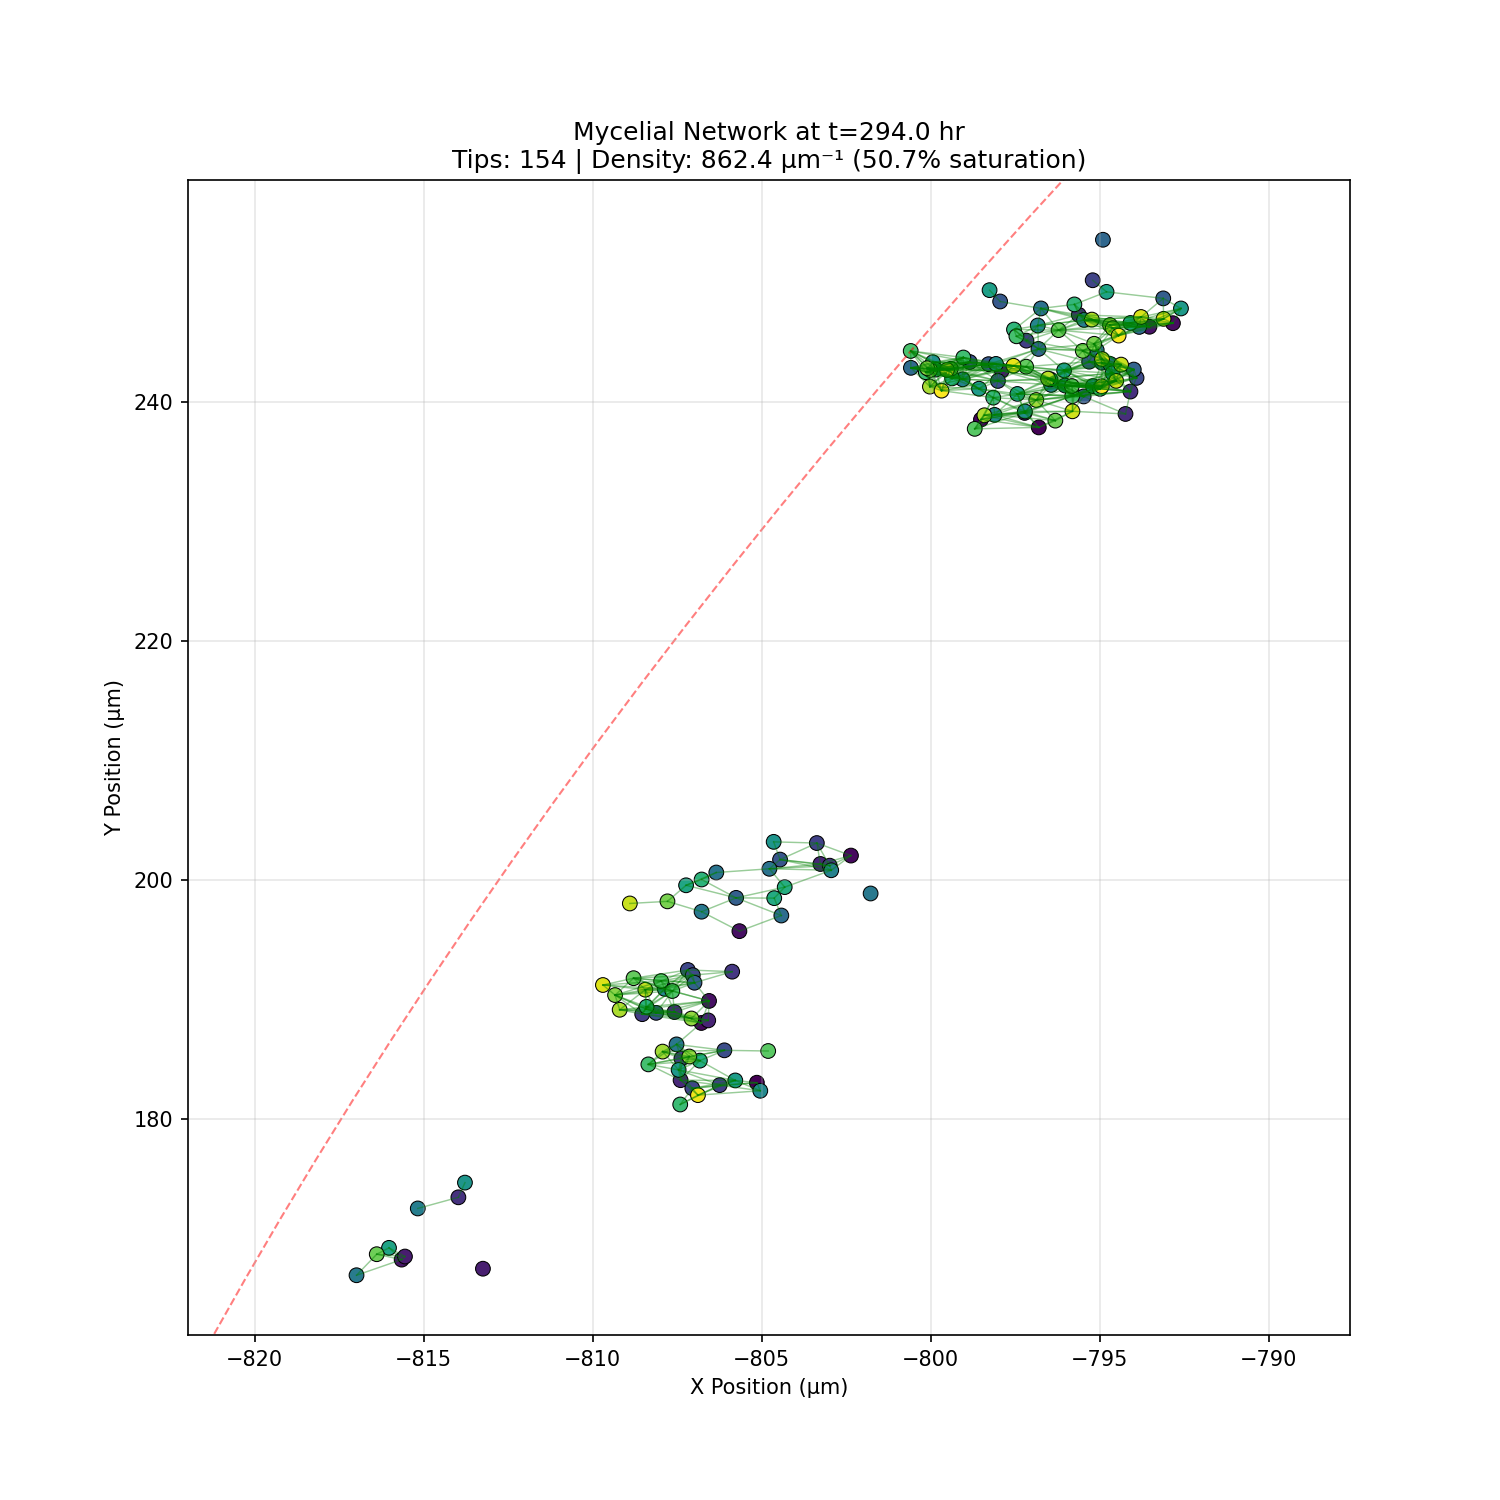 Mycelial Network at t=294.0 hr
Tips: 154 | Density: 862.4 μm⁻¹ (50.7% saturation)
Y Position (μm)
240
220
200
180
−820 −815 −810 −805 −800 −795 −790
X Position (μm)